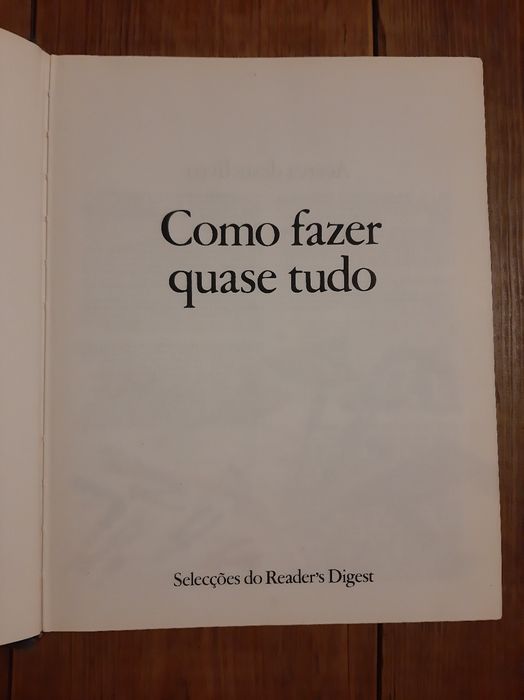 Como fazer
quase tudo
Selecções do Reader's Digest